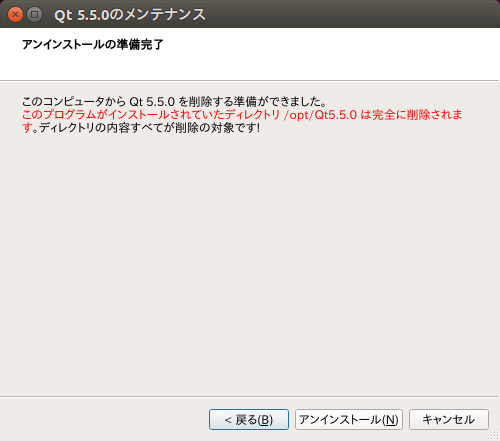 Qt 5.5.0のメンテナンス
アンインストールの準備完了
このコンピュータから Qt 5.5.0 を削除する準備ができました。
このプログラムがインストールされていたディレクトリ /opt/Qt5.5.0 は完全に削除されま
す。ディレクトリの内容すべてが削除の対象です!
< 戻る(B)
アンインストール(N)
キャンセル